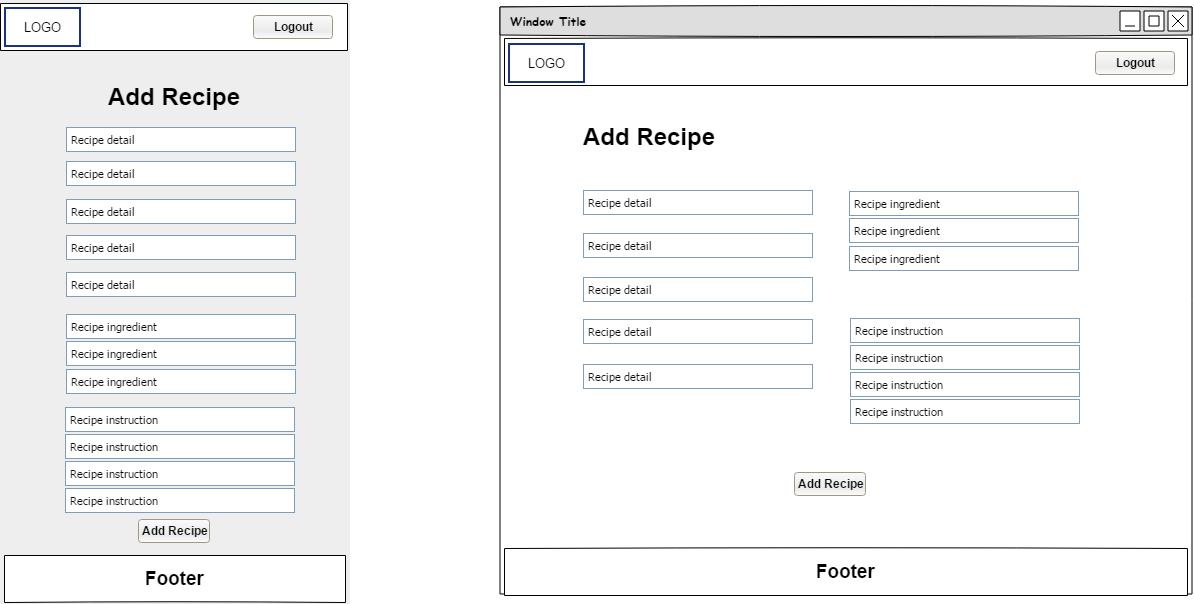 LOGO
Logout
Add Recipe
Recipe detail
Recipe detail
Recipe detail
Recipe detail
Recipe detail
Recipe ingredient
Recipe ingredient
Recipe ingredient
Recipe instruction
Recipe instruction
Recipe instruction
Recipe instruction
Add Recipe
Footer
Window Title
LOGO
Logout
Add Recipe
Recipe detail
Recipe detail
Recipe detail
Recipe detail
Recipe detail
Recipe ingredient
Recipe ingredient
Recipe ingredient
Recipe instruction
Recipe instruction
Recipe instruction
Recipe instruction
Add Recipe
Footer